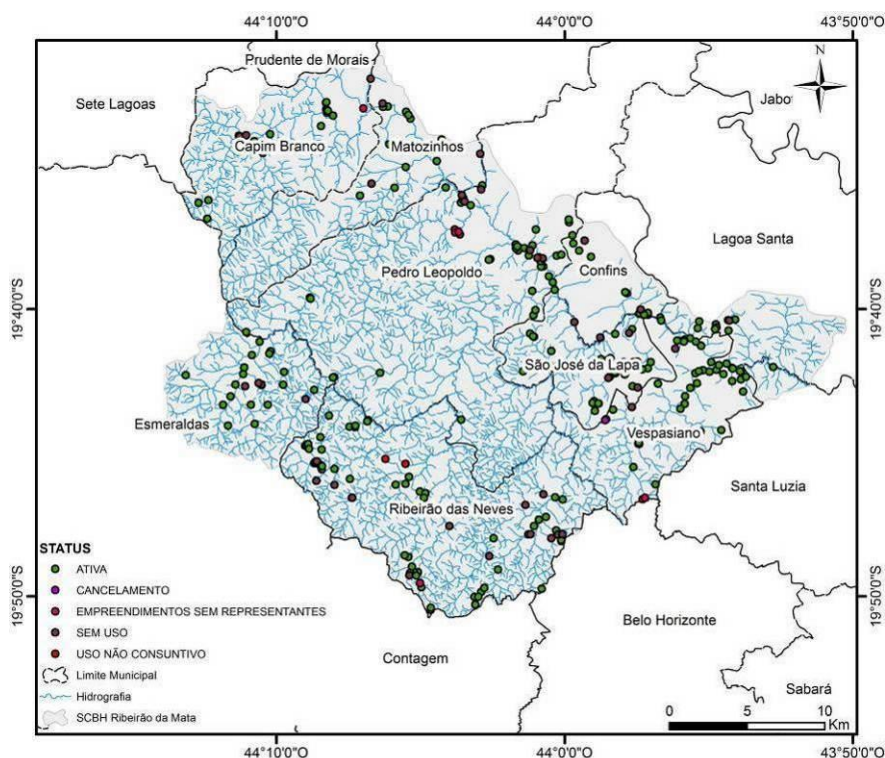 44°10'0"O
44°0'0"O
43°50'0"O
Prudente de Morais
N
Sete Lagoas
Jabo
Capim Branco
Matozinhos
Lagoa Santa
Pedro Leopoldo
Confins
19°40'0"S
19°40'0"S
São José da Lapa
Esmeraldas
Vespasiano
Santa Luzia
Ribeirão das Neves
STATUS
ATIVA
CANCELAMENTO
EMPREENDIMENTOS SEM REPRESENTANTES
SEM USO
USO NÃO CONSUNTIVO
Limite Municipal
Hidrografia
SCBH Ribeirão da Mata
19°50'0"S
19°50'0"S
Belo Horizonte
Contagem
Sabará
0 5 10
Km
44°10'0"O
44°0'0"O
43°50'0"O